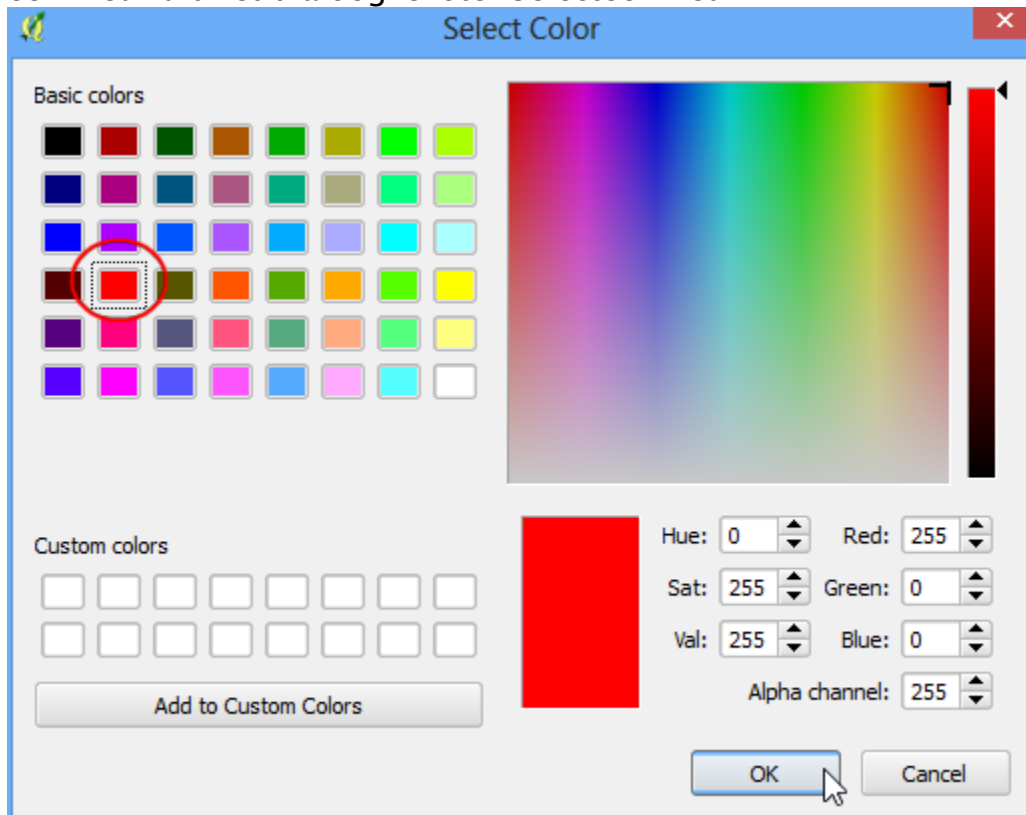 Select Color
Basic colors
Custom colors
Add to Custom Colors
Hue: 0 Red: 255
Sat: 255 Green: 0
Val: 255 Blue: 0
Alpha channel: 255
OK Cancel